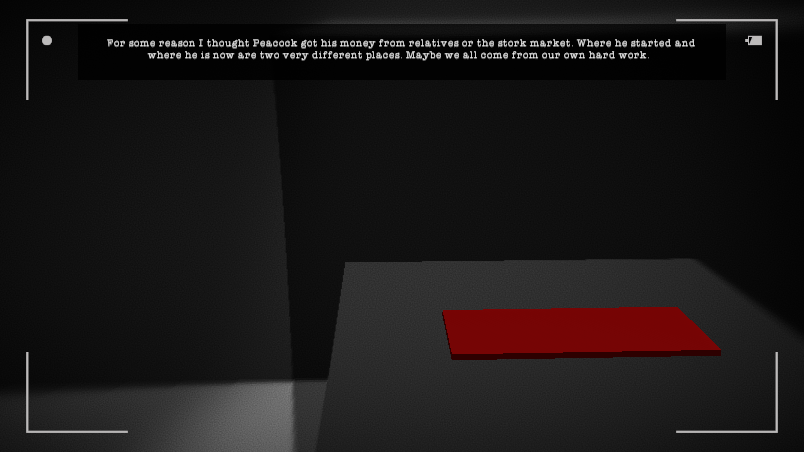 For some reason I thought Peacock got his money from relatives or the stork market. Where he started and
where he is now are two very different places. Maybe we all come from our own hard work.